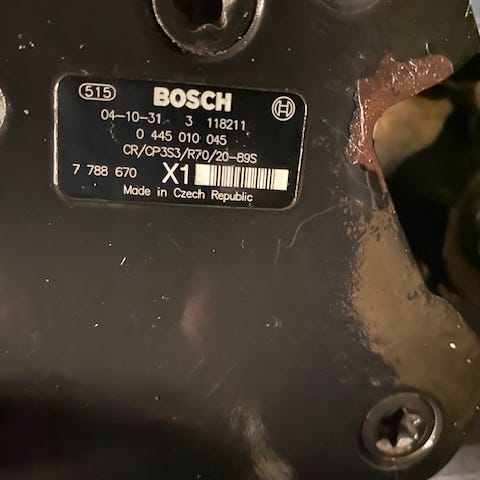 515 BOSCH
04-10-31 3 118211
0 445 010 045
CR/CP3S3/R70/20-89S
7 788 670 X1
Made in Czech Republic